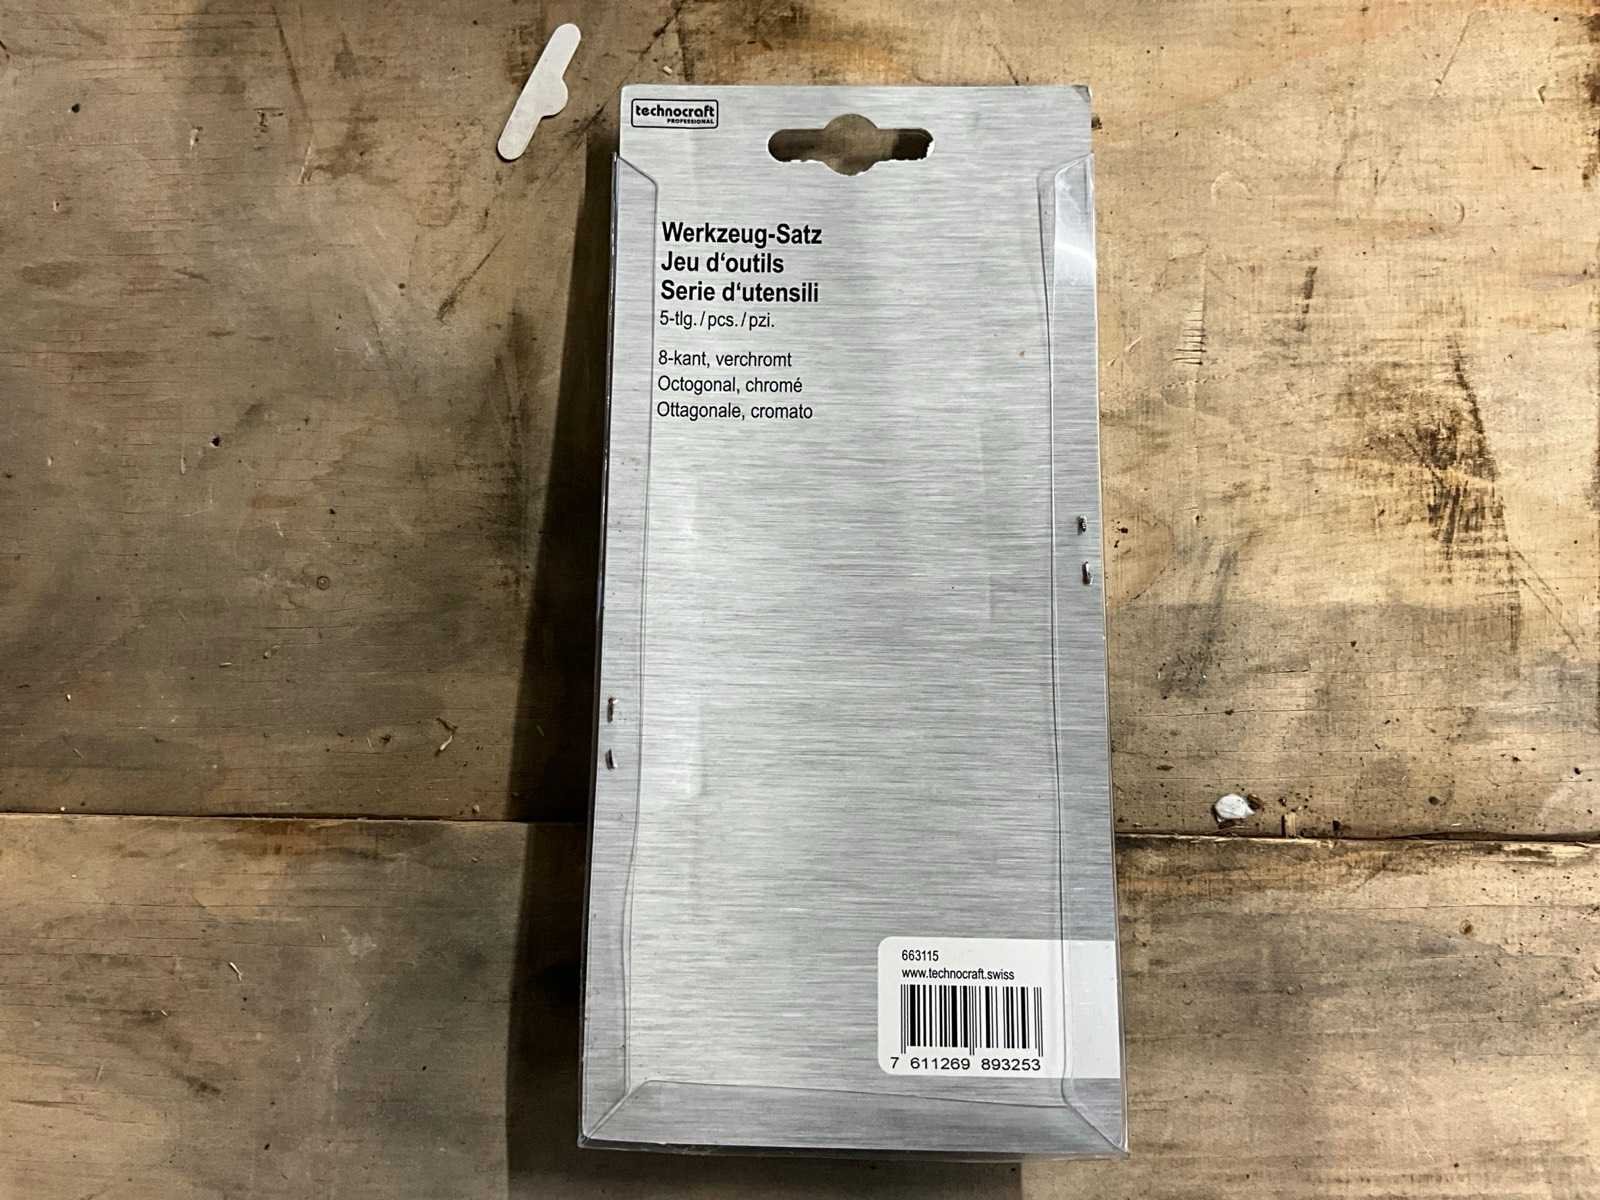 technocraft
PROFESSIONAL
Werkzeug-Satz
Jeu d‘outils
Serie d‘utensili
5-tlg./pcs./pzi.
8-kant, verchromt
Octogonal, chromé
Ottagonale, cromato
663115
www.technocraft.swiss
7 611269 893253